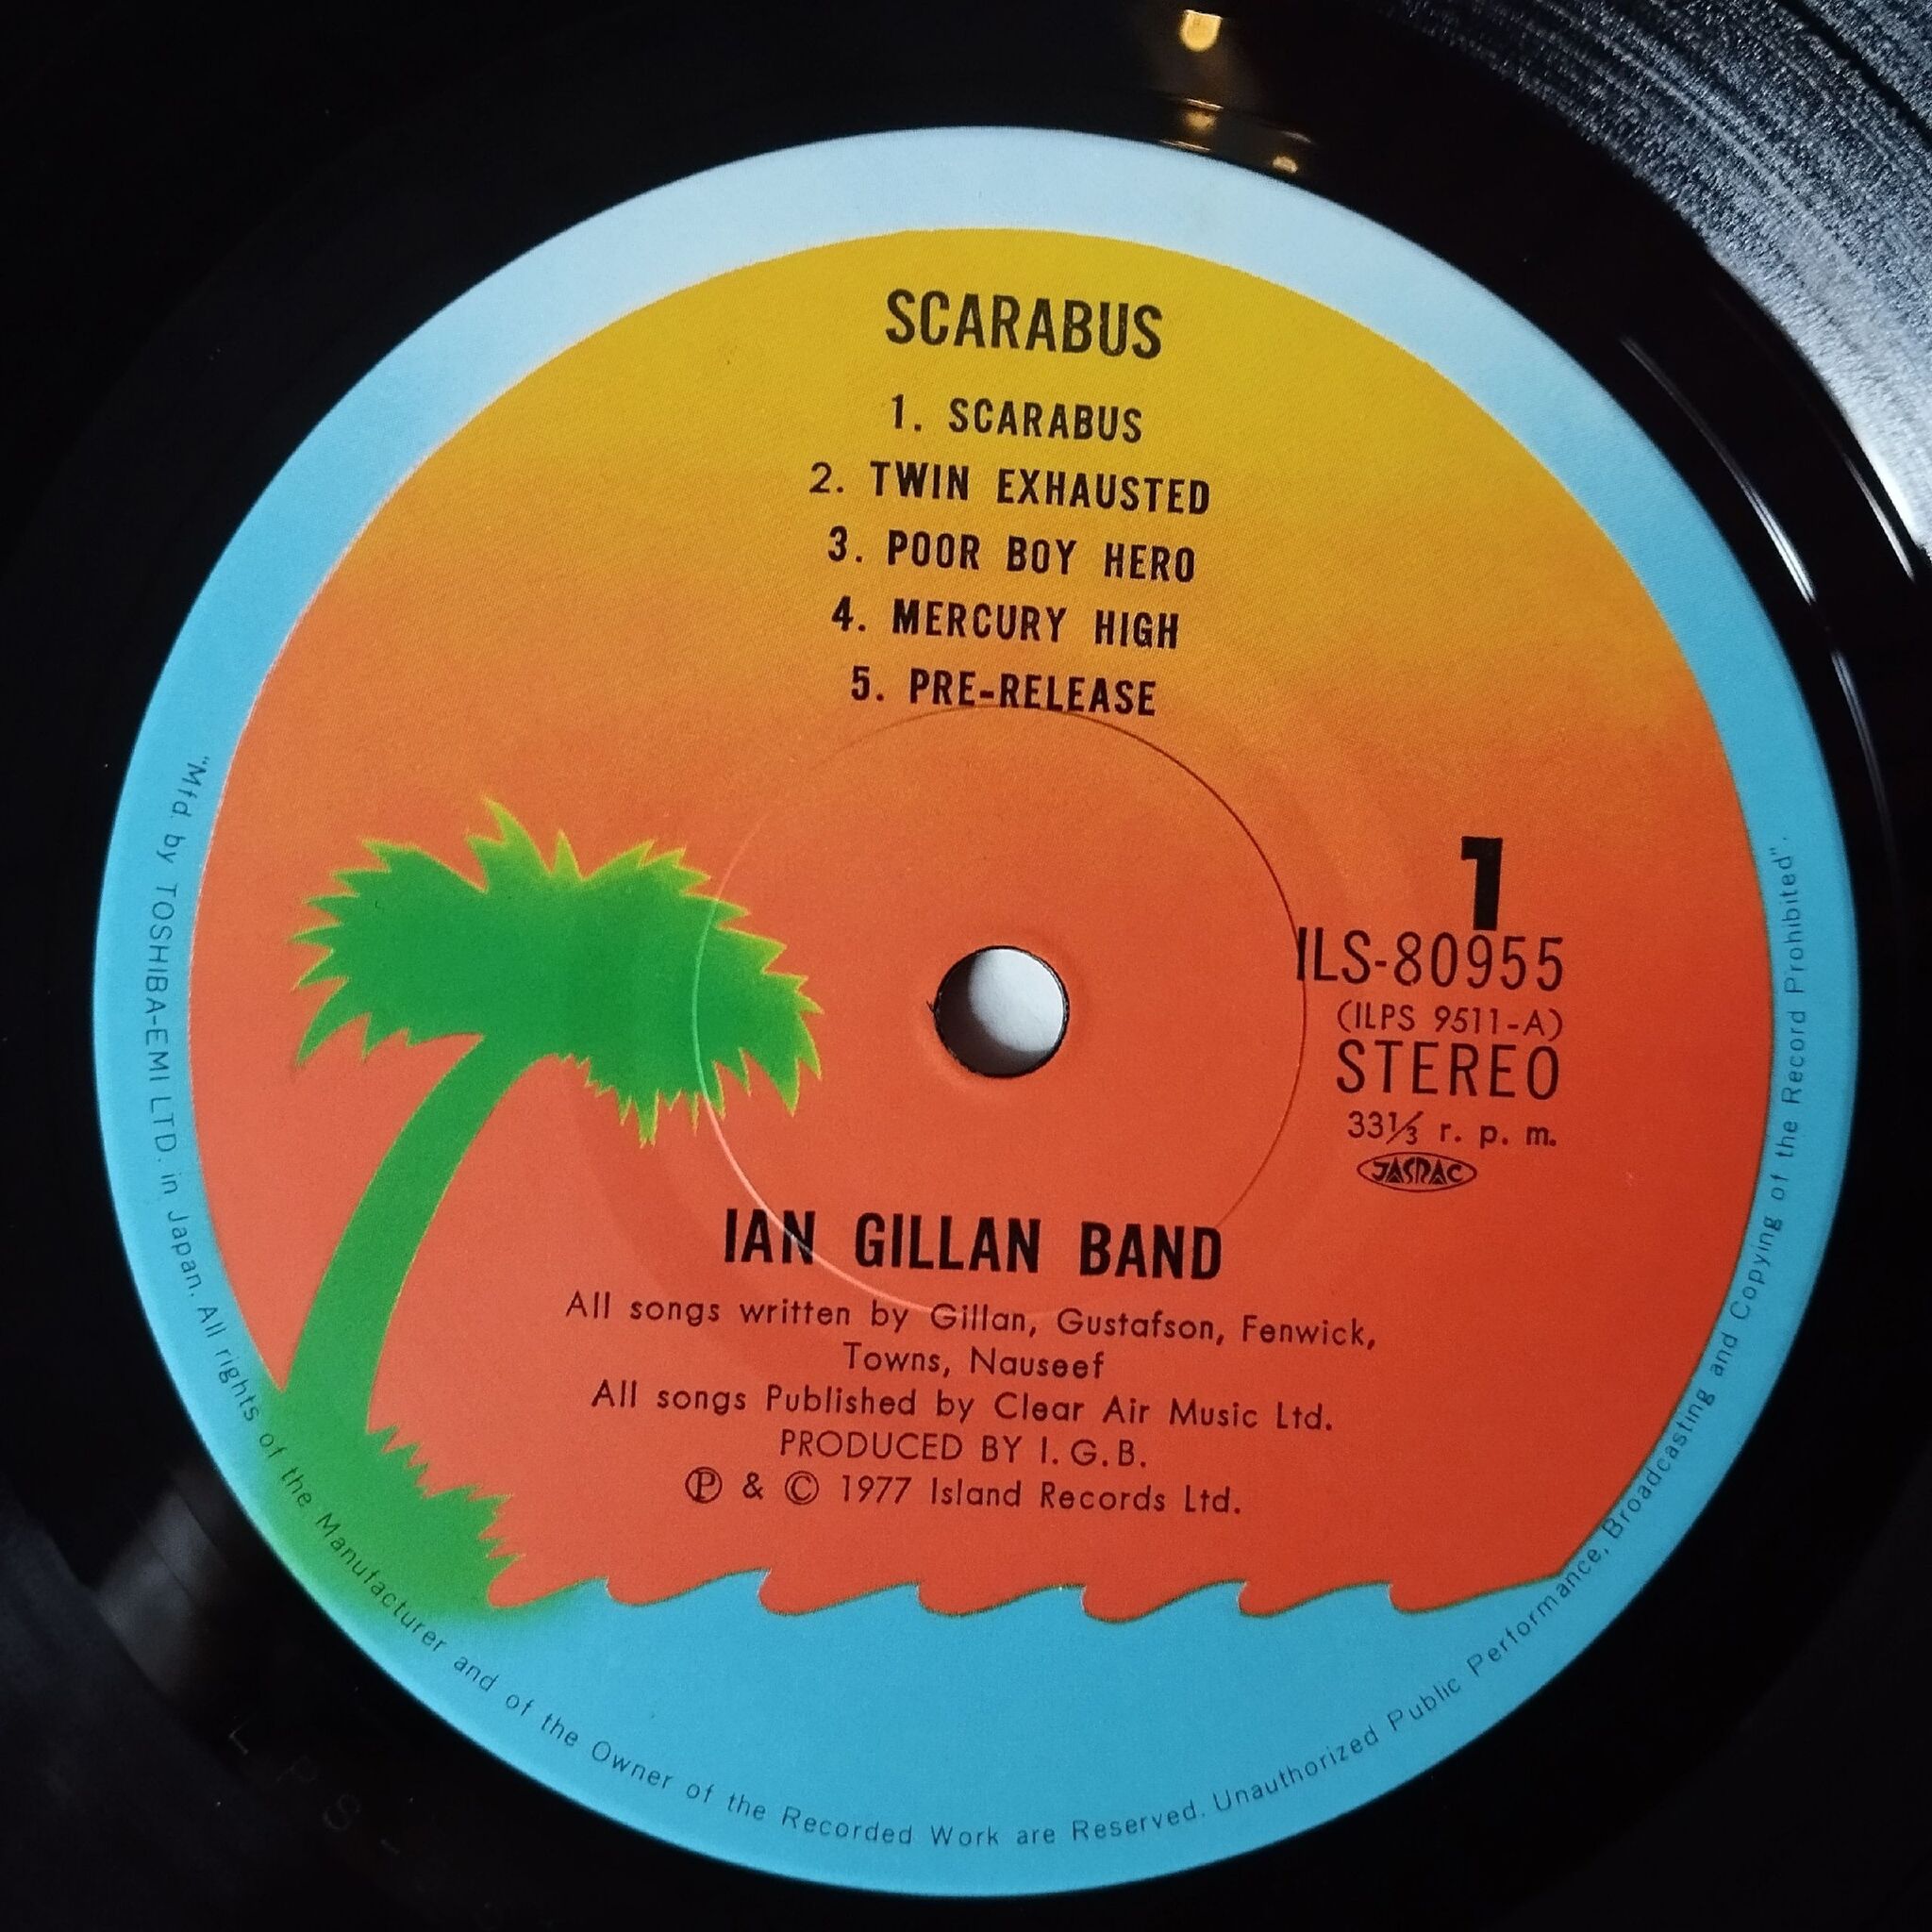 SCARABUS
1. SCARABUS
2. TWIN EXHAUSTED
3. POOR BOY HERO
4. MERCURY HIGH
5. PRE-RELEASE
1
ILS-80955
(ILPS 9511-A)
STEREO
33⅓ r. p. m.
JASRAC
IAN GILLAN BAND
All songs written by Gillan, Gustafson, Fenwick,
Towns, Nauseef
All songs Published by Clear Air Music Ltd.
PRODUCED BY I. G. B.
Ⓟ & © 1977 Island Records Ltd.
"Mfd. by TOSHIBA-EMI LTD. in Japan. All rights of the Manufacturer and of the Owner of the Recorded Work are Reserved. Unauthorized Public Performance, Broadcasting and Copying of the Record Prohibited".
LPS-